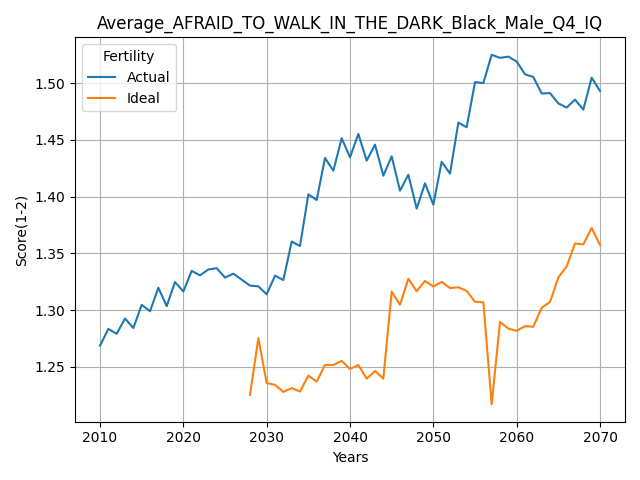 Average_AFRAID_TO_WALK_IN_THE_DARK_Black_Male_Q4_IQ
Fertility
Actual
Ideal
Score(1-2)
1.50
1.45
1.40
1.35
1.30
1.25
2010 2020 2030 2040 2050 2060 2070
Years